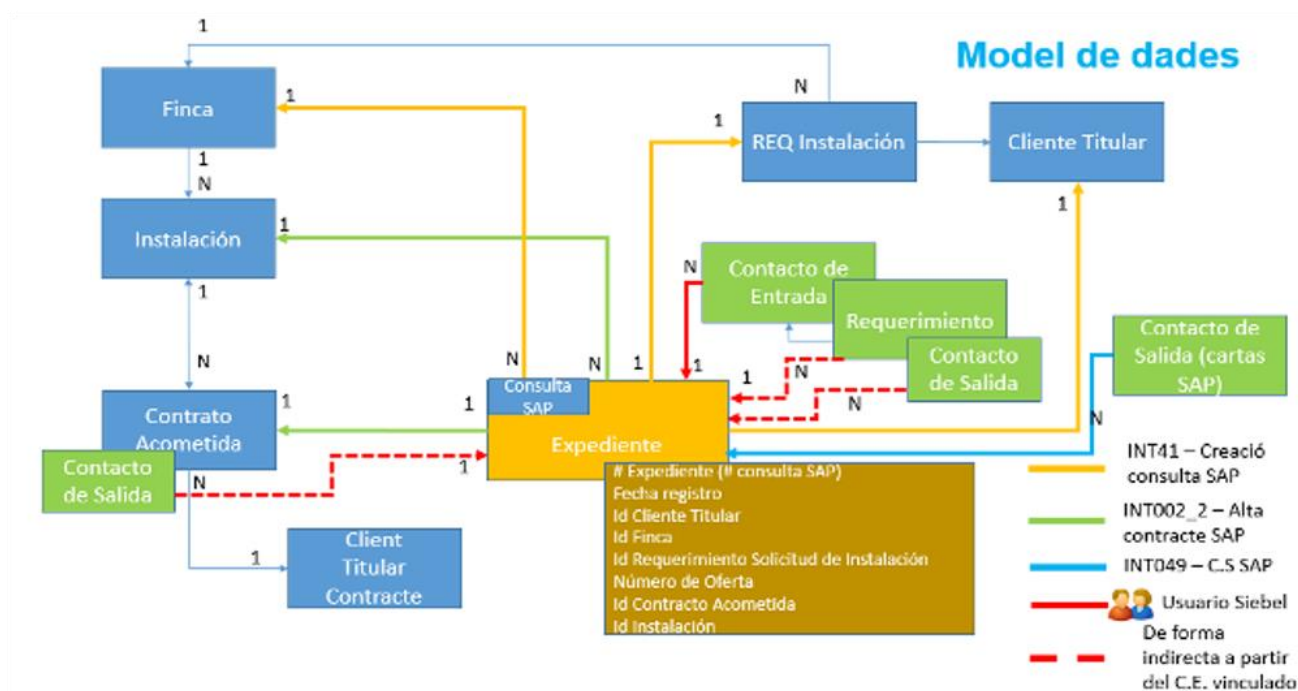 Model de dades
1
Finca
1
N
1
REQ Instalación
Cliente Titular
1
N
1
Instalación
1
1
N
Contacto de
Entrada
Requerimiento
Contacto
de Salida
Contacto de
Salida (cartas
SAP)
1
N
N
N
1
1
1
N
N
N
Consulta
SAP
Expediente
Contrato
Acometida
1
1
Contacto
de Salida
N
1
# Expediente (# consulta SAP)
Fecha registro
Id Cliente Titular
Id Finca
Id Requerimiento Solicitud de Instalación
Número de Oferta
Id Contracto Acometida
Id Instalación
Client
Titular
Contracte
1
INT41 – Creació
consulta SAP
INT002_2 – Alta
contracte SAP
INT049 – C.S SAP
Usuario Siebel
De forma
indirecta a partir
del C.E. vinculado